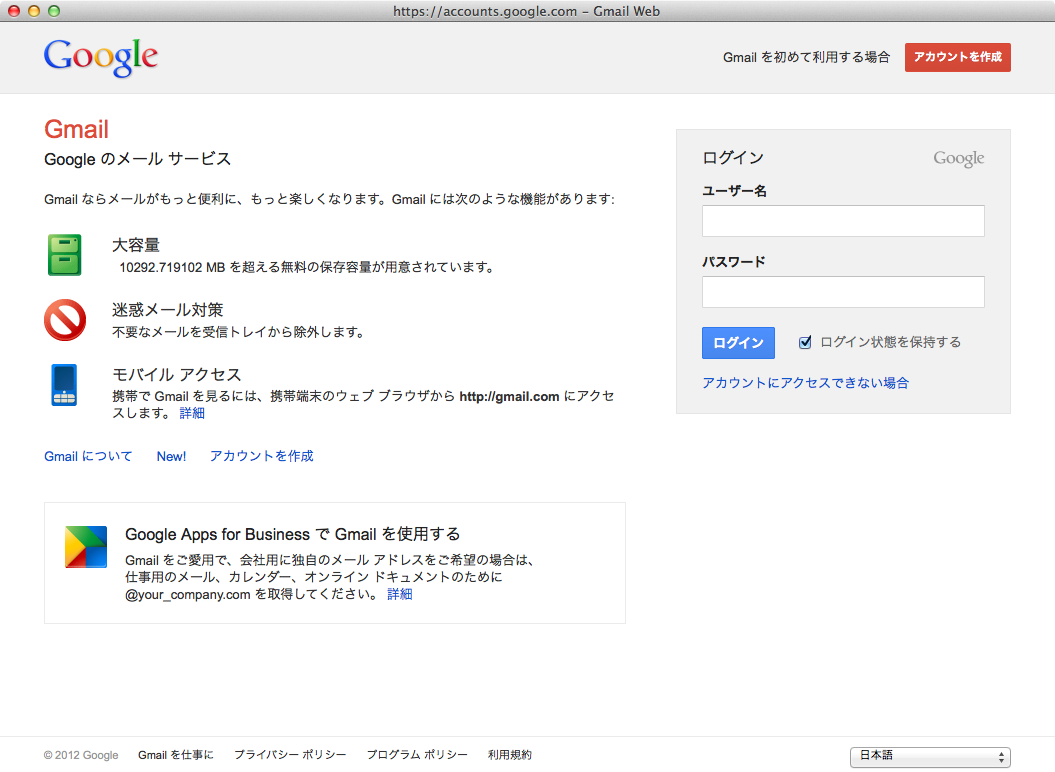 https://accounts.google.com – Gmail Web
Google
Gmail を初めて利用する場合
アカウントを作成
Gmail
Google のメール サービス
Gmail ならメールがもっと便利に、もっと楽しくなります。Gmail には次のような機能があります:
大容量
10292.719102 MB を超える無料の保存容量が用意されています。
迷惑メール対策
不要なメールを受信トレイから除外します。
モバイル アクセス
携帯で Gmail を見るには、携帯端末のウェブ ブラウザから http://gmail.com にアクセ
スします。 詳細
Gmail について New! アカウントを作成
Google Apps for Business で Gmail を使用する
Gmail をご愛用で、会社用に独自のメール アドレスをご希望の場合は、
仕事用のメール、カレンダー、オンライン ドキュメントのために
@your_company.com を取得してください。 詳細
ログイン
Google
ユーザー名
パスワード
ログイン
ログイン状態を保持する
アカウントにアクセスできない場合
© 2012 Google Gmail を仕事に プライバシー ポリシー プログラム ポリシー 利用規約
日本語